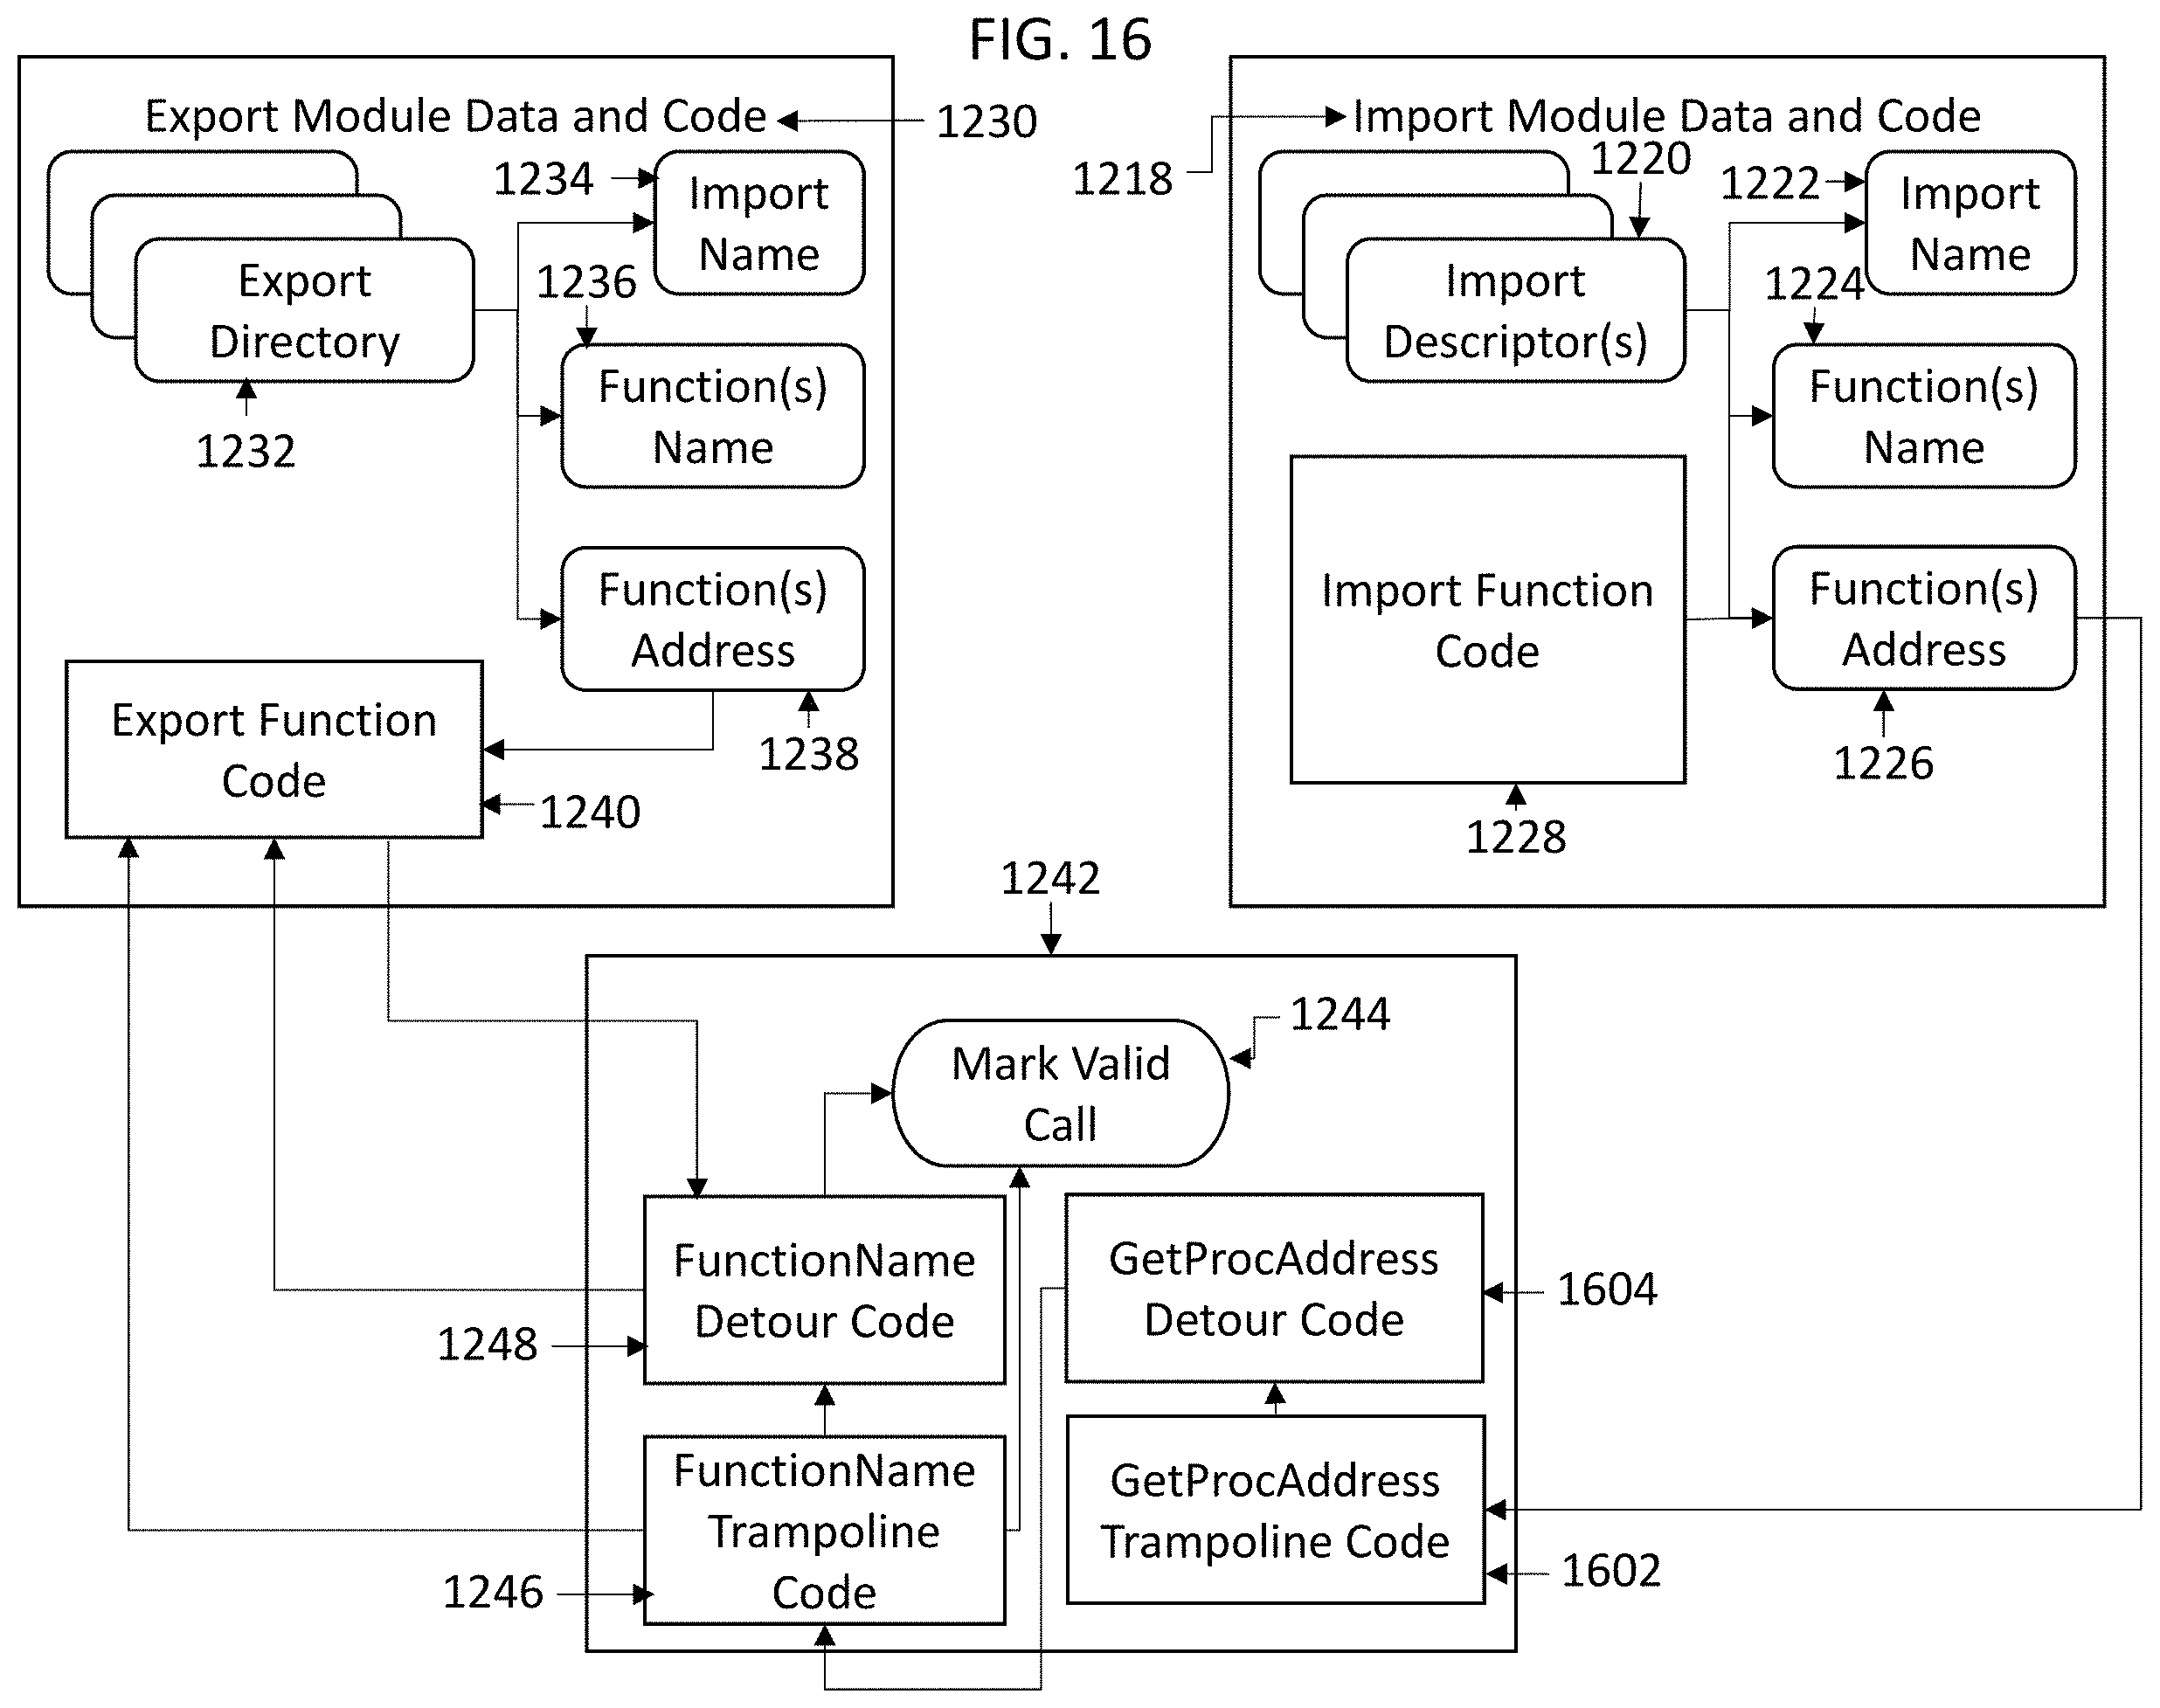 FIG. 16
Export Module Data and Code
1230
1234
Import
Name
1236
Export
Directory
1232
Function(s)
Name
Function(s)
Address
1238
Export Function
Code
1240
Import Module Data and Code
1218
1220
1222
Import
Name
1224
Import
Descriptor(s)
Function(s)
Name
Import Function
Code
Function(s)
Address
1226
1228
1242
1244
Mark Valid
Call
FunctionName
Detour Code
1248
GetProcAddress
Detour Code
1604
FunctionName
Trampoline
Code
1246
GetProcAddress
Trampoline Code
1602